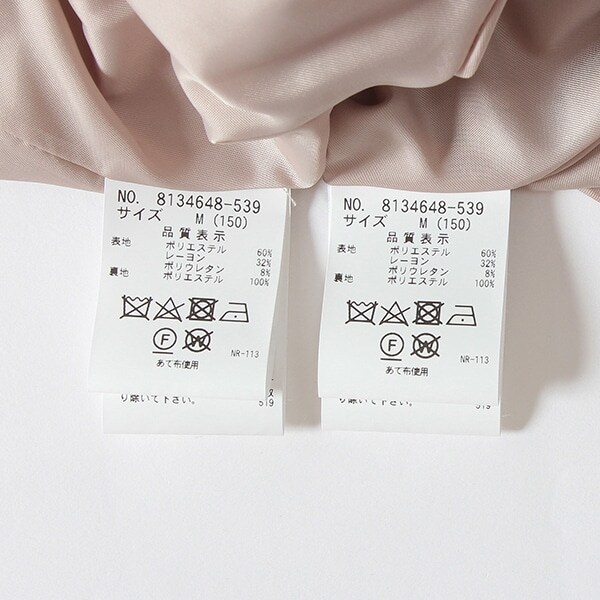 NO. 8134648-539
サイズ M (150)
品質表示
表地 ポリエステル 60%
レーヨン 32%
ポリウレタン 8%
裏地 ポリエステル 100%
F W
NR-113
あて布使用
り除いて下さい。
519
NO. 8134648-539
サイズ M (150)
品質表示
表地 ポリエステル 60%
レーヨン 32%
ポリウレタン 8%
裏地 ポリエステル 100%
F W
NR-113
あて布使用
り除いて下さい。
519